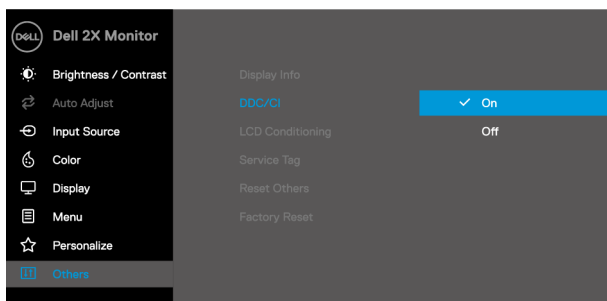 DELL
Dell 2X Monitor
Brightness / Contrast
Auto Adjust
Input Source
Color
Display
Menu
Personalize
Others
Display Info
DDC/CI
LCD Conditioning
Service Tag
Reset Others
Factory Reset
On
Off